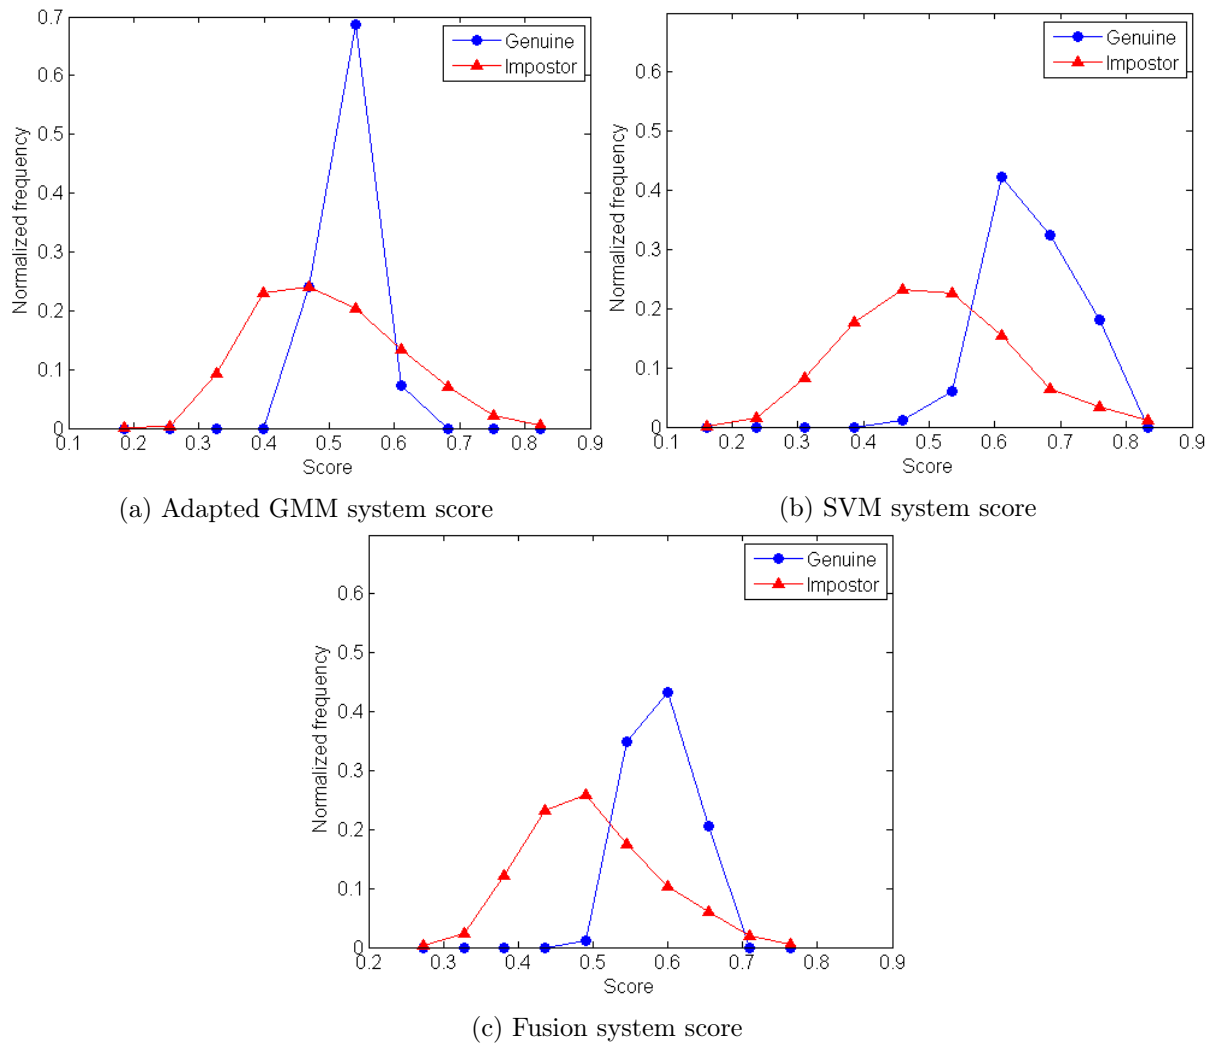 0.7
0.6
0.5
0.4
0.3
0.2
0.1
0
Normalized frequency
Genuine
Impostor
0.1 0.2 0.3 0.4 0.5 0.6 0.7 0.8 0.9
Score
(a) Adapted GMM system score
0.6
0.5
0.4
0.3
0.2
0.1
0
Normalized frequency
Genuine
Impostor
0.1 0.2 0.3 0.4 0.5 0.6 0.7 0.8 0.9
Score
(b) SVM system score
0.6
0.5
0.4
0.3
0.2
0.1
0
Normalized frequency
Genuine
Impostor
0.2 0.3 0.4 0.5 0.6 0.7 0.8 0.9
Score
(c) Fusion system score